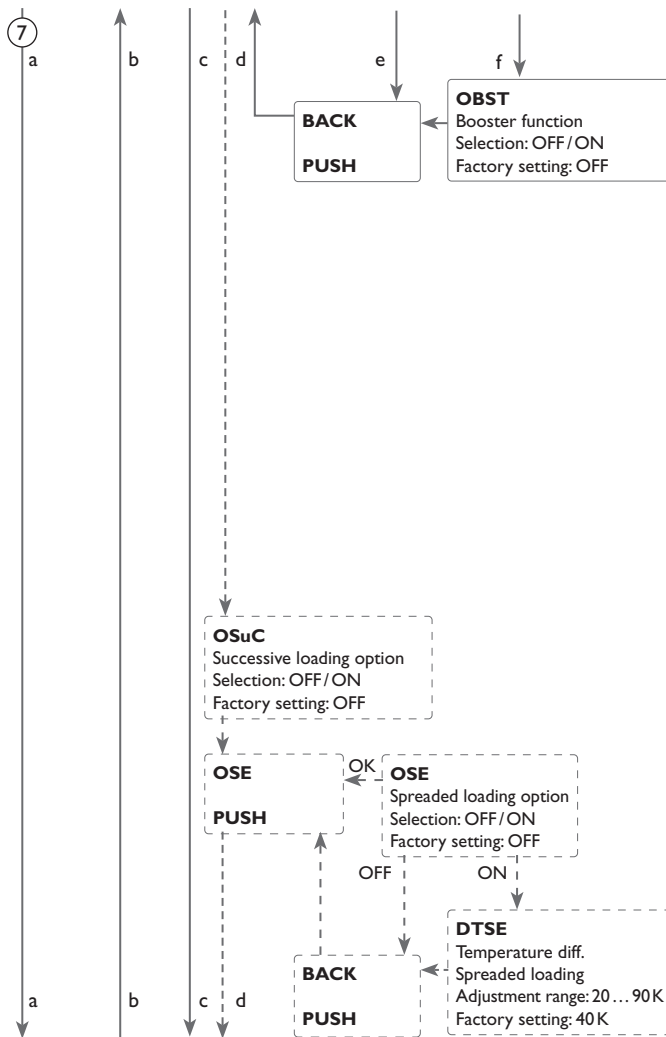 7
a
b
c
d
e
f
BACK
PUSH
OBST
Booster function
Selection: OFF / ON
Factory setting: OFF
OSuC
Successive loading option
Selection: OFF / ON
Factory setting: OFF
OSE
PUSH
OK
OSE
Spreaded loading option
Selection: OFF / ON
Factory setting: OFF
OFF
ON
BACK
PUSH
DTSE
Temperature diff.
Spreaded loading
Adjustment range: 20 ... 90 K
Factory setting: 40 K
a
b
c
d